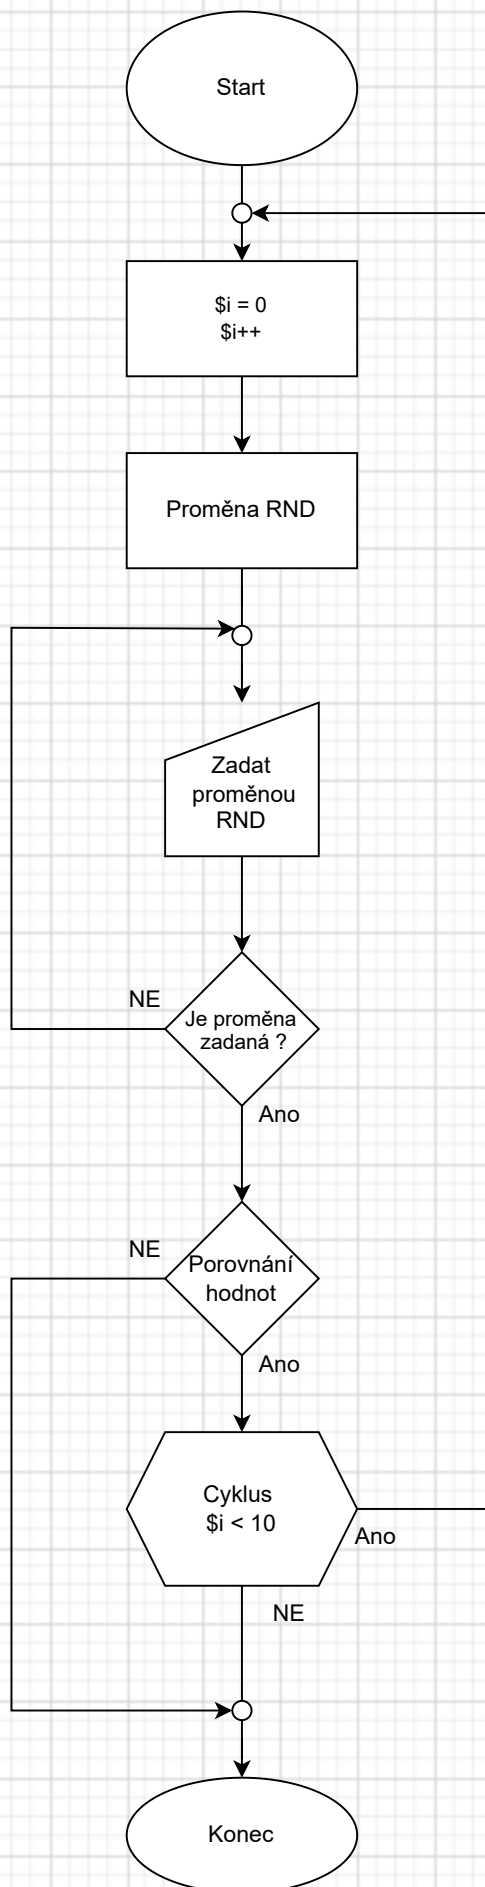 Start
$i = 0
$i++
Proměna RND
Zadat
proměnou
RND
NE
Je proměna
zadaná ?
Ano
NE
Porovnání
hodnot
Ano
Cyklus
$i < 10
Ano
NE
Konec